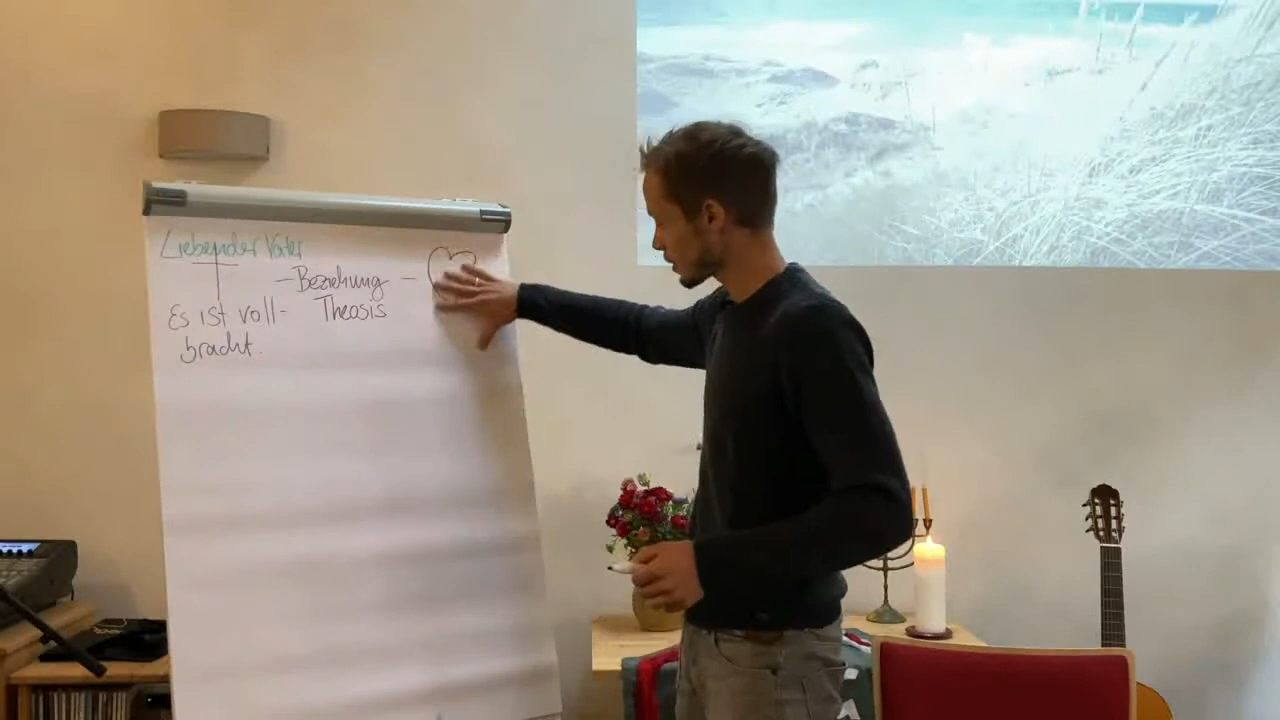 Liebender Vater
- Beziehung -
Es ist voll- Theosis
bracht.